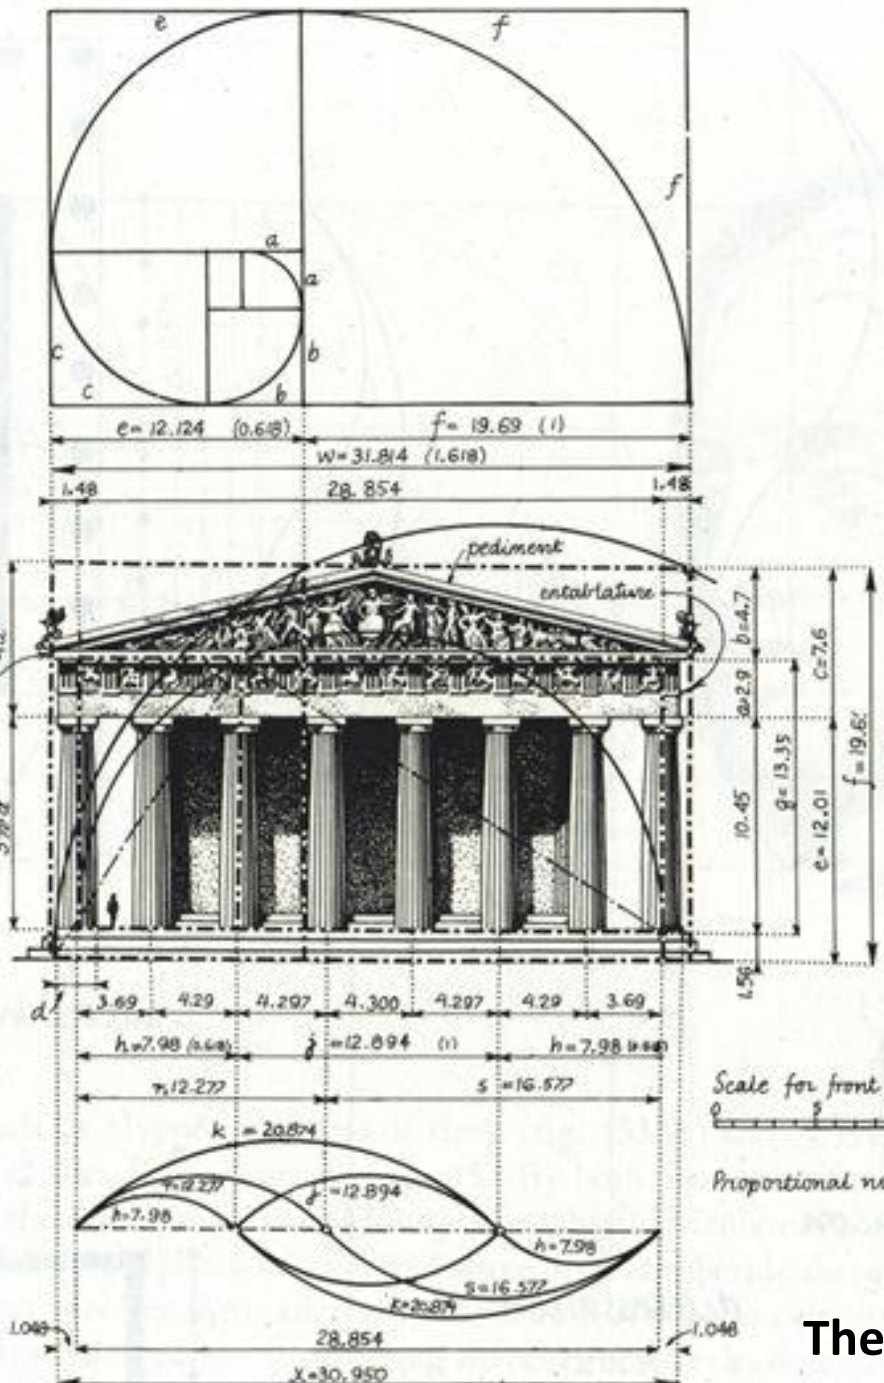 e f
f
a
a
c b
c b
e= 12.124 (0.618) f= 19.69 (1)
w=31.814 (1.618)
1.48 28.854 1.48
pediment
entablature
b=4.7
c=7.6
a=2.9
g= 13.35
10.45
e = 12.01
f = 19.6
1.56
d
3.69 4.29 4.297 4.300 4.297 4.29 3.69
h=7.98 (0.618) j =12.894 (1) h=7.98
r=12.277 s =16.577
Scale for front
0 5
k =20.874
r=12.277 j=12.894
h=7.98
Proportional
h=7.98
s=16.577
K=20.874
1.048 28.854 1.048
The
x=30.950